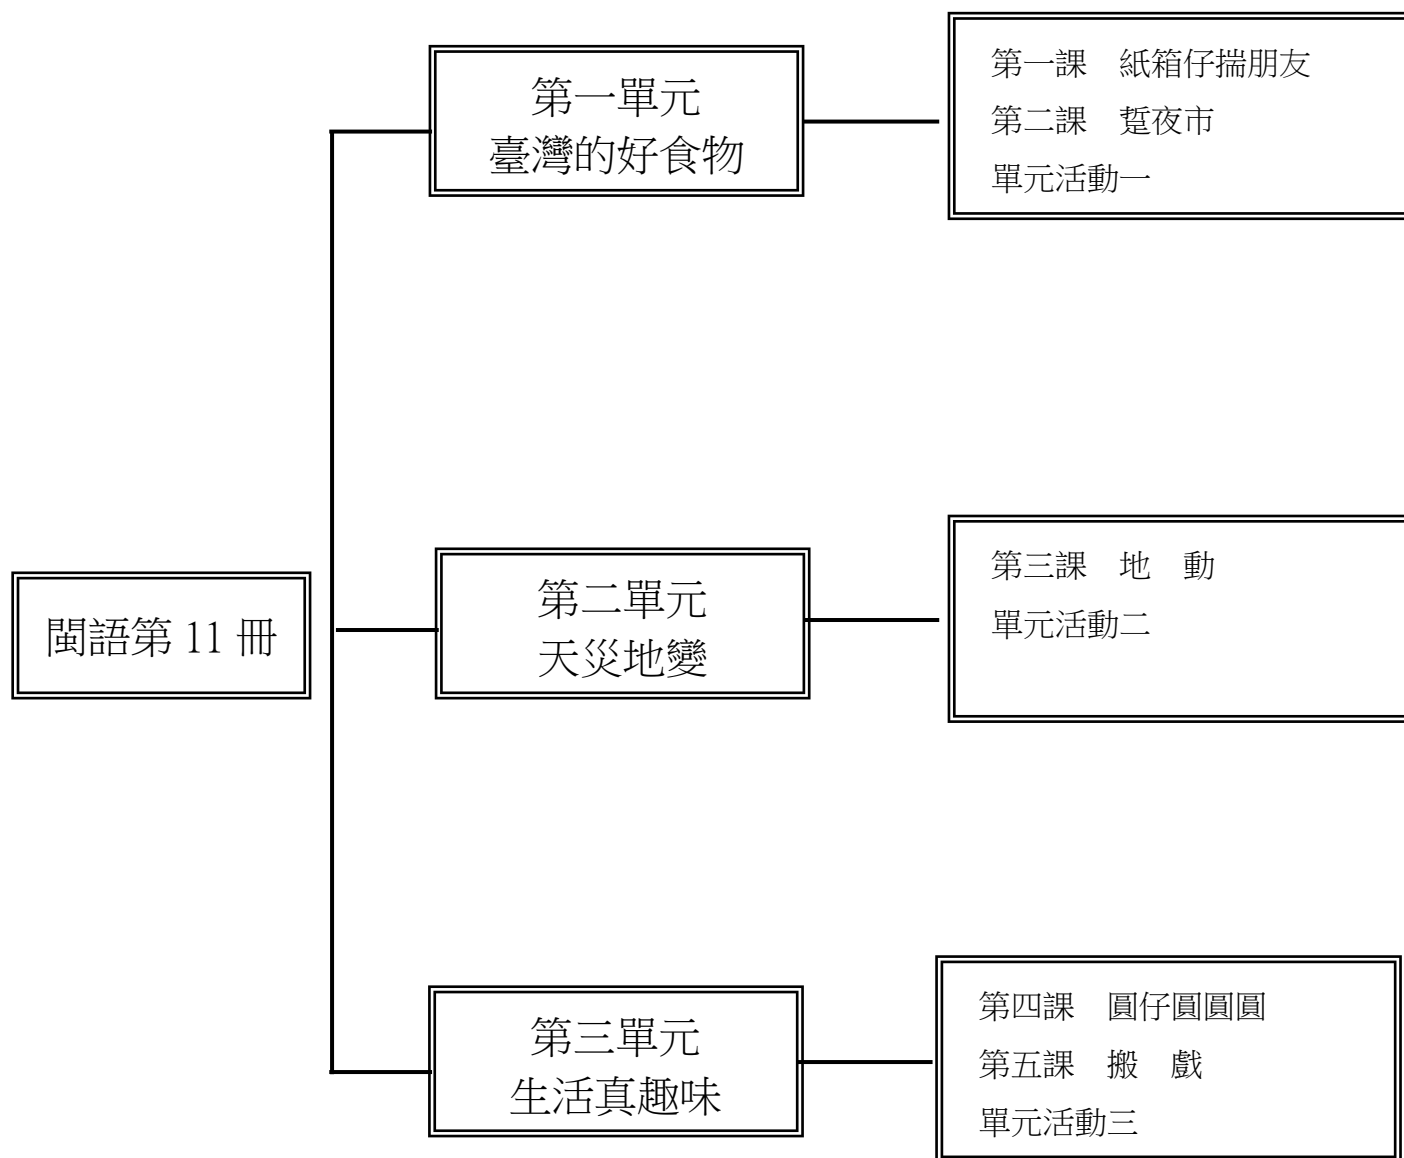 閩語第 11 冊
第一單元
臺灣的好食物
第一課　紙箱仔揣朋友
第二課　踅夜市
單元活動一
第二單元
天災地變
第三課　地　動
單元活動二
第三單元
生活真趣味
第四課　圓仔圓圓圓
第五課　搬　戲
單元活動三